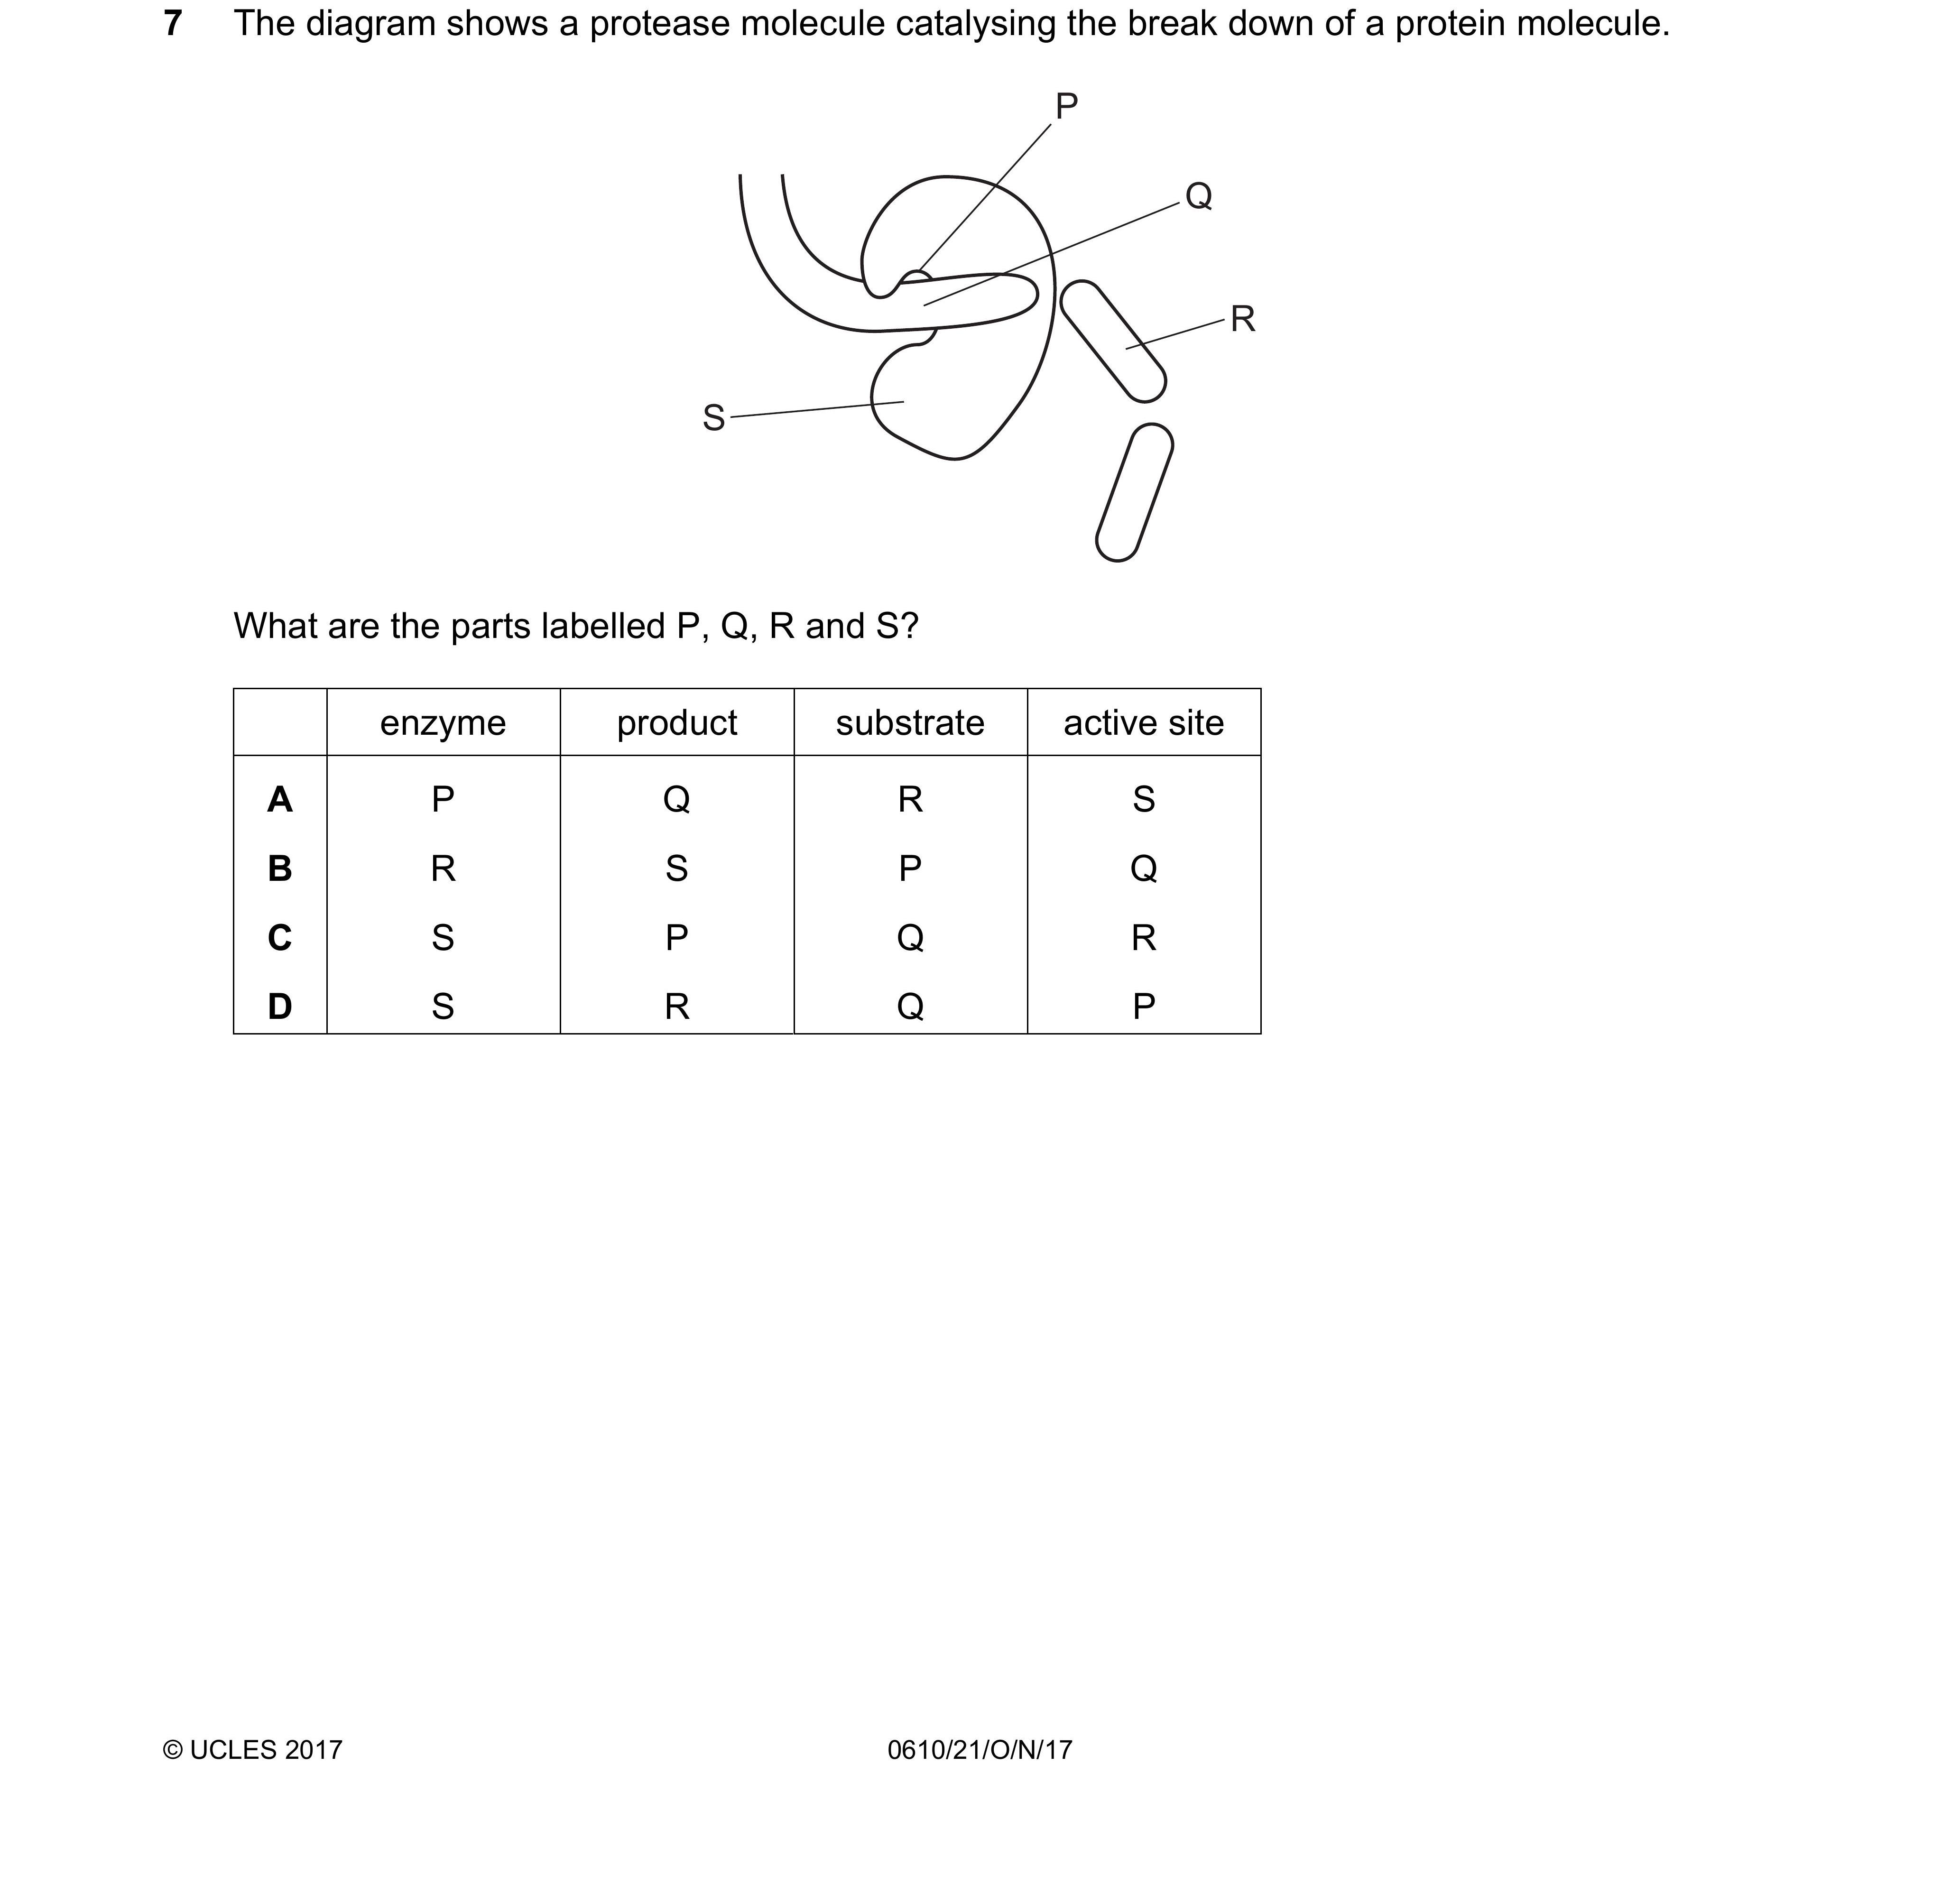 7 The diagram shows a protease molecule catalysing the break down of a protein molecule.
P
Q
R
S
What are the parts labelled P, Q, R and S?
enzyme product substrate active site
A P Q R S
B R S P Q
C S P Q R
D S R Q P
© UCLES 2017 0610/21/O/N/17